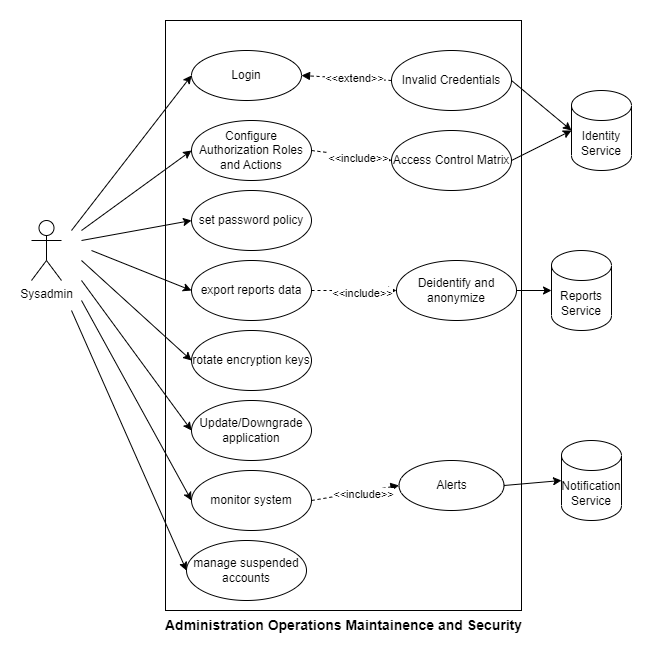 Login
<<extend>>
Invalid Credentials
Configure
Authorization Roles
and Actions
<<include>>
Access Control Matrix
Identity
Service
set password policy
Sysadmin
export reports data
<<include>>
Deidentify and
anonymize
Reports
Service
rotate encryption keys
Update/Downgrade
application
monitor system
<<include>>
Alerts
Notification
Service
manage suspended
accounts
Administration Operations Maintainence and Security